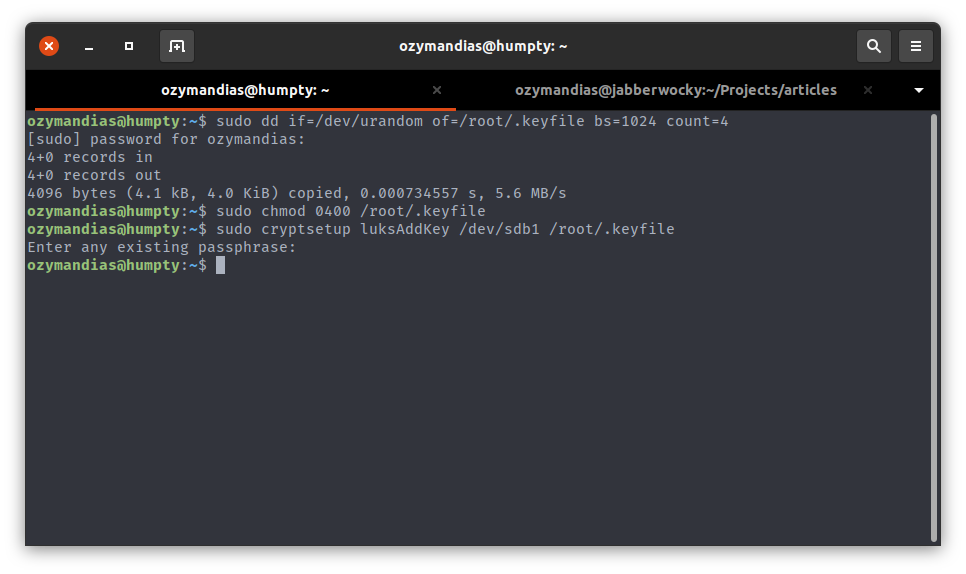 ozymandias@humpty: ~
ozymandias@humpty: ~
ozymandias@jabberwocky:~/Projects/articles
ozymandias@humpty:~$ sudo dd if=/dev/urandom of=/root/.keyfile bs=1024 count=4
[sudo] password for ozymandias:
4+0 records in
4+0 records out
4096 bytes (4.1 kB, 4.0 KiB) copied, 0.000734557 s, 5.6 MB/s
ozymandias@humpty:~$ sudo chmod 0400 /root/.keyfile
ozymandias@humpty:~$ sudo cryptsetup luksAddKey /dev/sdb1 /root/.keyfile
Enter any existing passphrase:
ozymandias@humpty:~$